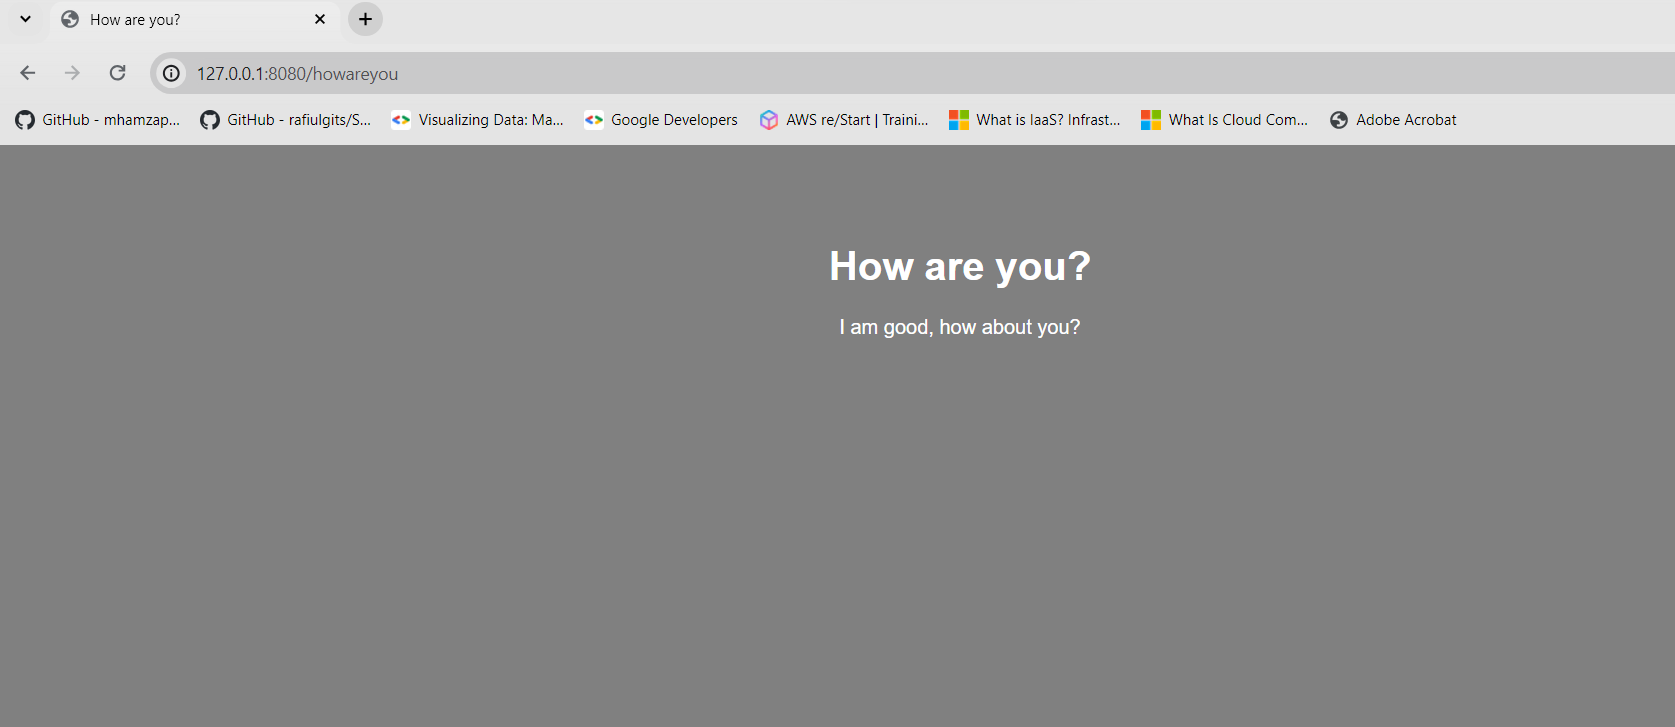 How are you?
127.0.0.1:8080/howareyou
GitHub - mhamzap... GitHub - rafiulgits/S... Visualizing Data: Ma... Google Developers AWS re/Start | Traini... What is IaaS? Infrast... What Is Cloud Com... Adobe Acrobat
How are you?
I am good, how about you?